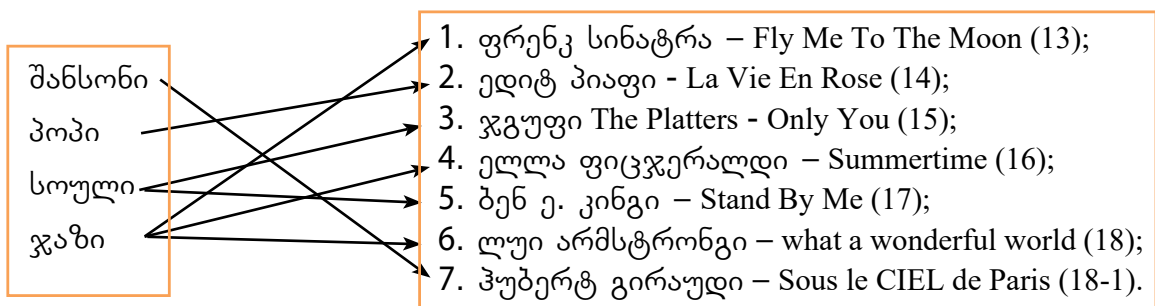 შანსონი
პოპი
სოული
ჯაზი
1. ფრენკ სინატრა – Fly Me To The Moon (13);
2. ედიტ პიაფი - La Vie En Rose (14);
3. ჯგუფი The Platters - Only You (15);
4. ელლა ფიცჯერალდი – Summertime (16);
5. ბენ ე. კინგი – Stand By Me (17);
6. ლუი არმსტრონგი – what a wonderful world (18);
7. ჰუბერტ გირაუდი – Sous le CIEL de Paris (18-1).